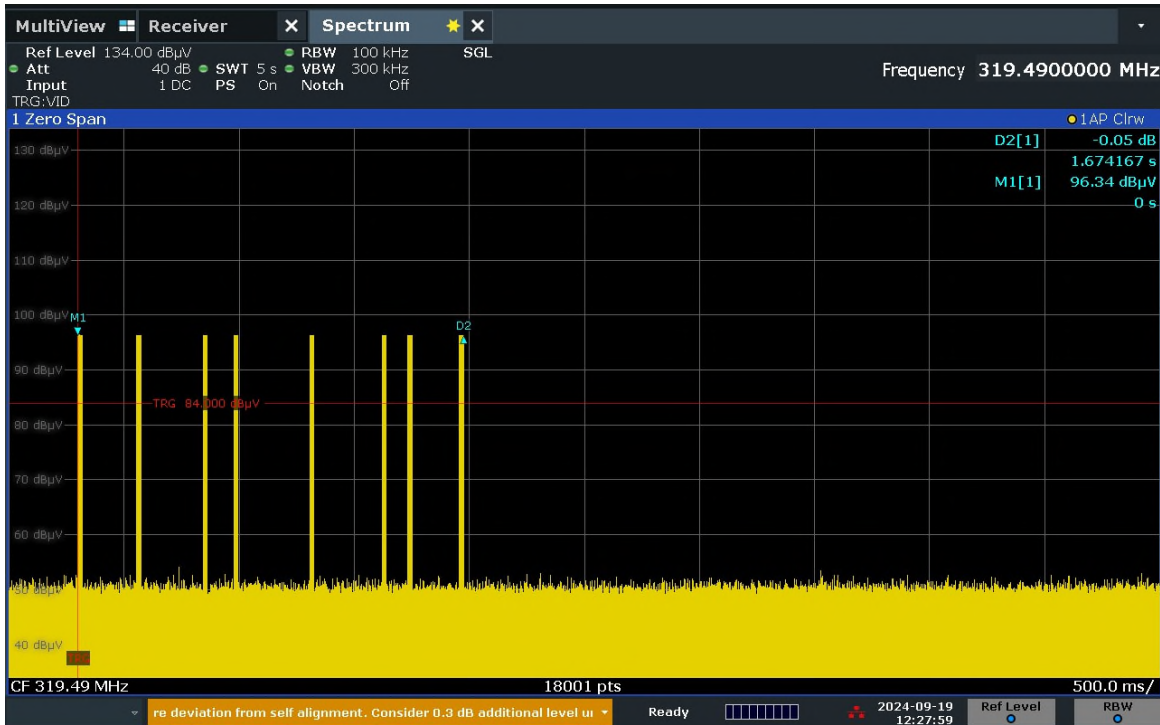 MultiView Receiver X Spectrum X
Ref Level 134.00 dBµV RBW 100 kHz SGL
Att 40 dB SWT 5 s VBW 300 kHz
Input 1 DC PS On Notch Off
Frequency 319.4900000 MHz
TRG:VID
1 Zero Span 1AP Clrw
D2[1] -0.05 dB
1.674167 s
M1[1] 96.34 dBµV
0 s
130 dBµV
120 dBµV
110 dBµV
100 dBµV
M1
D2
90 dBµV
TRG 84.000 dBµV
80 dBµV
70 dBµV
60 dBµV
50 dBµV
40 dBµV
TRG
CF 319.49 MHz 18001 pts 500.0 ms/
re deviation from self alignment. Consider 0.3 dB additional level Ready 2024-09-19 Ref Level RBW
12:27:59